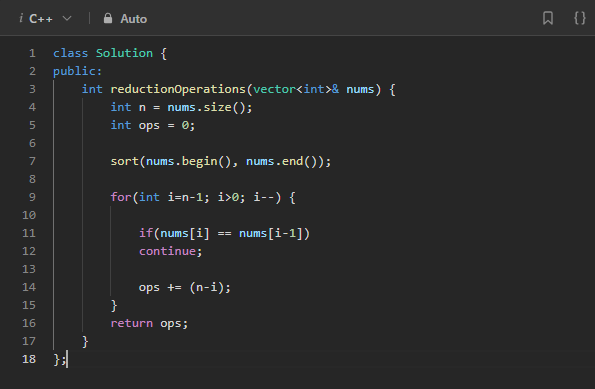 i C++ Auto {}
1 class Solution {
2 public:
3     int reductionOperations(vector<int>& nums) {
4         int n = nums.size();
5         int ops = 0;
6
7         sort(nums.begin(), nums.end());
8
9         for(int i=n-1; i>0; i--) {
10
11             if(nums[i] == nums[i-1])
12             continue;
13
14             ops += (n-i);
15         }
16         return ops;
17     }
18 };